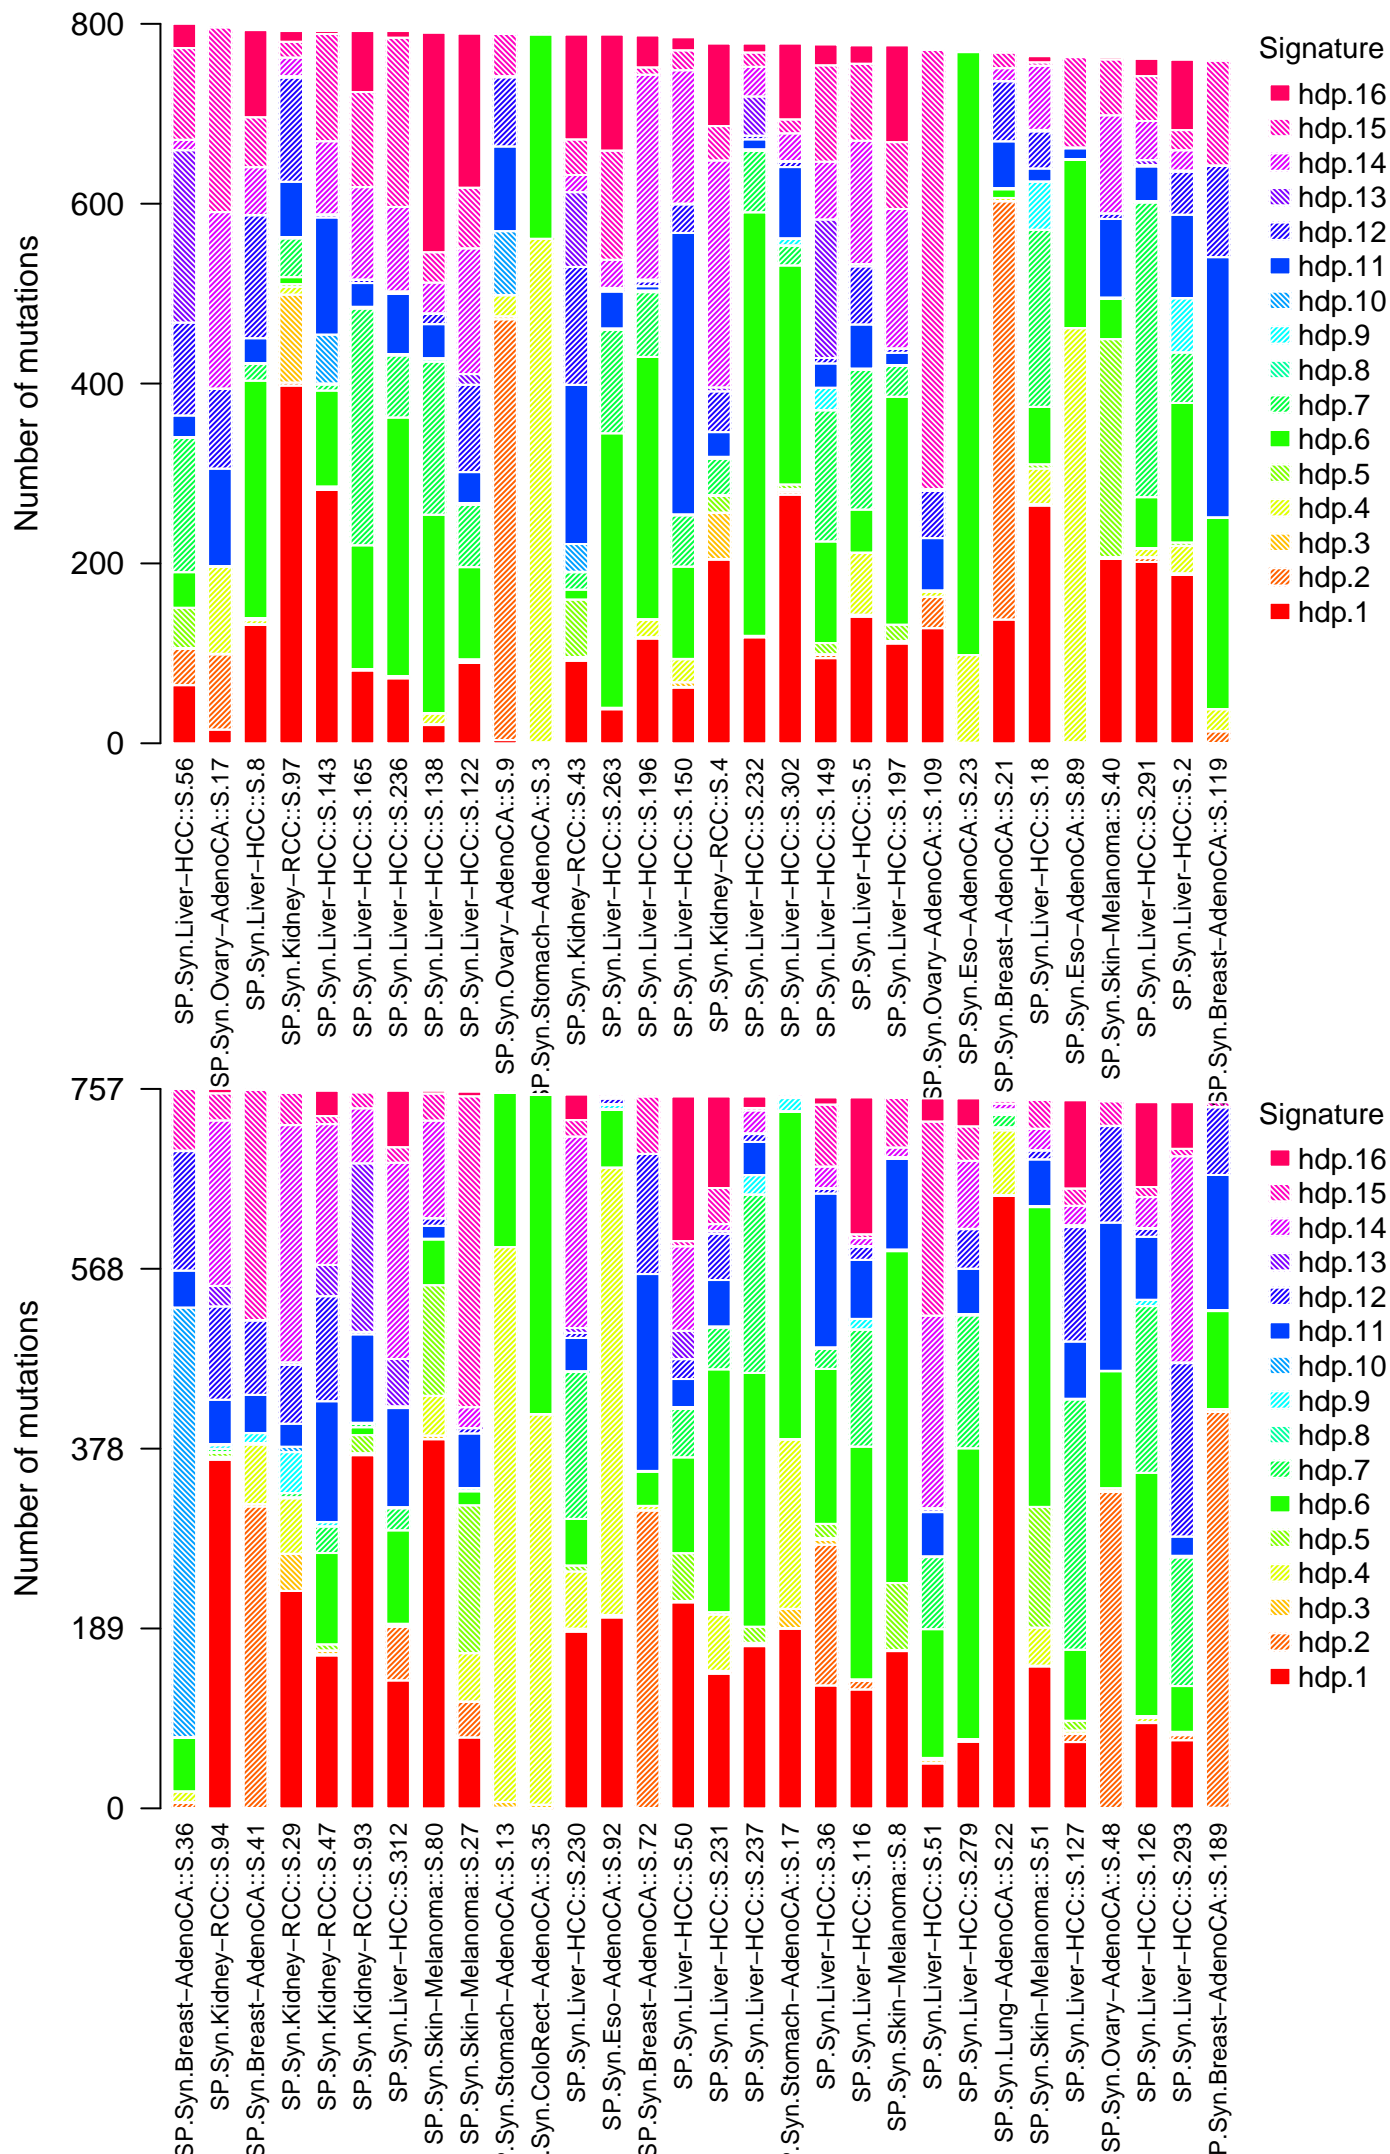 Number of mutations
800
600
400
200
0
SP.Syn.Liver−HCC::S.56
SP.Syn.Ovary−AdenoCA::S.17
SP.Syn.Liver−HCC::S.8
SP.Syn.Kidney−RCC::S.97
SP.Syn.Liver−HCC::S.143
SP.Syn.Liver−HCC::S.165
SP.Syn.Liver−HCC::S.236
SP.Syn.Liver−HCC::S.138
SP.Syn.Liver−HCC::S.122
SP.Syn.Ovary−AdenoCA::S.9
SP.Syn.Stomach−AdenoCA::S.3
SP.Syn.Kidney−RCC::S.43
SP.Syn.Liver−HCC::S.263
SP.Syn.Liver−HCC::S.196
SP.Syn.Liver−HCC::S.150
SP.Syn.Kidney−RCC::S.4
SP.Syn.Liver−HCC::S.232
SP.Syn.Liver−HCC::S.302
SP.Syn.Liver−HCC::S.149
SP.Syn.Liver−HCC::S.5
SP.Syn.Liver−HCC::S.197
SP.Syn.Ovary−AdenoCA::S.109
SP.Syn.Eso−AdenoCA::S.23
SP.Syn.Breast−AdenoCA::S.21
SP.Syn.Liver−HCC::S.18
SP.Syn.Eso−AdenoCA::S.89
SP.Syn.Skin−Melanoma::S.40
SP.Syn.Liver−HCC::S.291
SP.Syn.Liver−HCC::S.2
SP.Syn.Breast−AdenoCA::S.119
Signature
hdp.16
hdp.15
hdp.14
hdp.13
hdp.12
hdp.11
hdp.10
hdp.9
hdp.8
hdp.7
hdp.6
hdp.5
hdp.4
hdp.3
hdp.2
hdp.1
Number of mutations
757
568
378
189
0
SP.Syn.Breast−AdenoCA::S.36
SP.Syn.Kidney−RCC::S.94
SP.Syn.Breast−AdenoCA::S.41
SP.Syn.Kidney−RCC::S.29
SP.Syn.Kidney−RCC::S.47
SP.Syn.Kidney−RCC::S.93
SP.Syn.Liver−HCC::S.312
SP.Syn.Skin−Melanoma::S.80
SP.Syn.Skin−Melanoma::S.27
P.Syn.Stomach−AdenoCA::S.13
.Syn.ColoRect−AdenoCA::S.35
SP.Syn.Liver−HCC::S.230
SP.Syn.Eso−AdenoCA::S.92
SP.Syn.Breast−AdenoCA::S.72
SP.Syn.Liver−HCC::S.50
SP.Syn.Liver−HCC::S.231
SP.Syn.Liver−HCC::S.237
P.Syn.Stomach−AdenoCA::S.17
SP.Syn.Liver−HCC::S.36
SP.Syn.Liver−HCC::S.116
SP.Syn.Skin−Melanoma::S.8
SP.Syn.Liver−HCC::S.51
SP.Syn.Liver−HCC::S.279
SP.Syn.Lung−AdenoCA::S.22
SP.Syn.Skin−Melanoma::S.51
SP.Syn.Liver−HCC::S.127
SP.Syn.Ovary−AdenoCA::S.48
SP.Syn.Liver−HCC::S.126
SP.Syn.Liver−HCC::S.293
P.Syn.Breast−AdenoCA::S.189
Signature
hdp.16
hdp.15
hdp.14
hdp.13
hdp.12
hdp.11
hdp.10
hdp.9
hdp.8
hdp.7
hdp.6
hdp.5
hdp.4
hdp.3
hdp.2
hdp.1